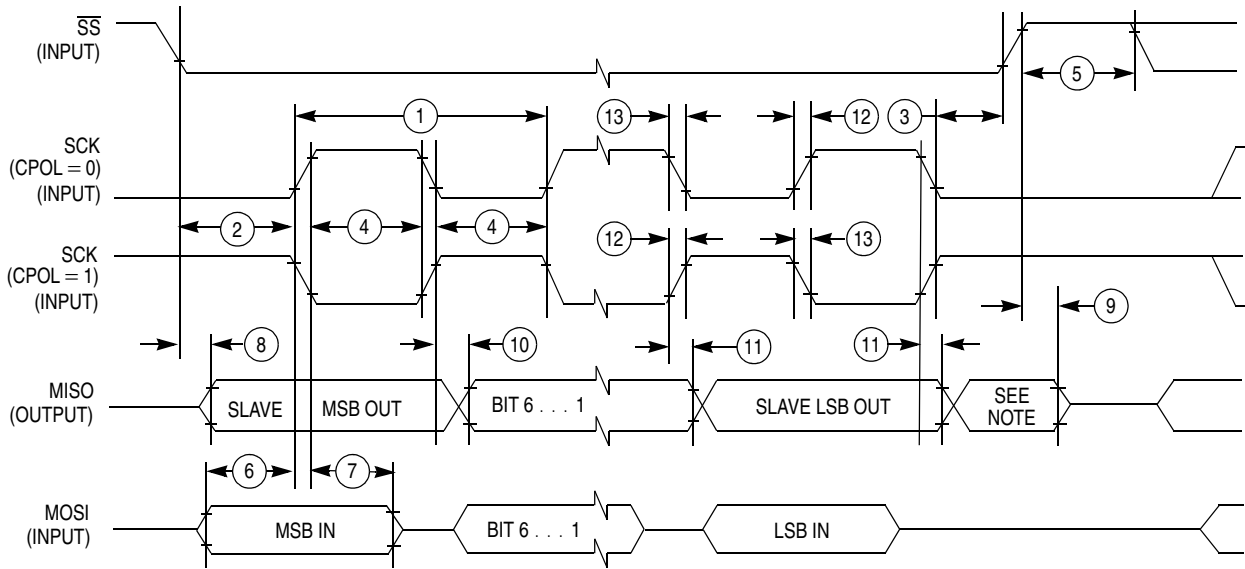 SS
(INPUT)
5
1
13
12
3
SCK
(CPOL = 0)
(INPUT)
2
4
4
12
13
SCK
(CPOL = 1)
(INPUT)
9
8
10
11
11
MISO
(OUTPUT)
SLAVE
MSB OUT
BIT 6 . . . 1
SLAVE LSB OUT
SEE
NOTE
6
7
MOSI
(INPUT)
MSB IN
BIT 6 . . . 1
LSB IN